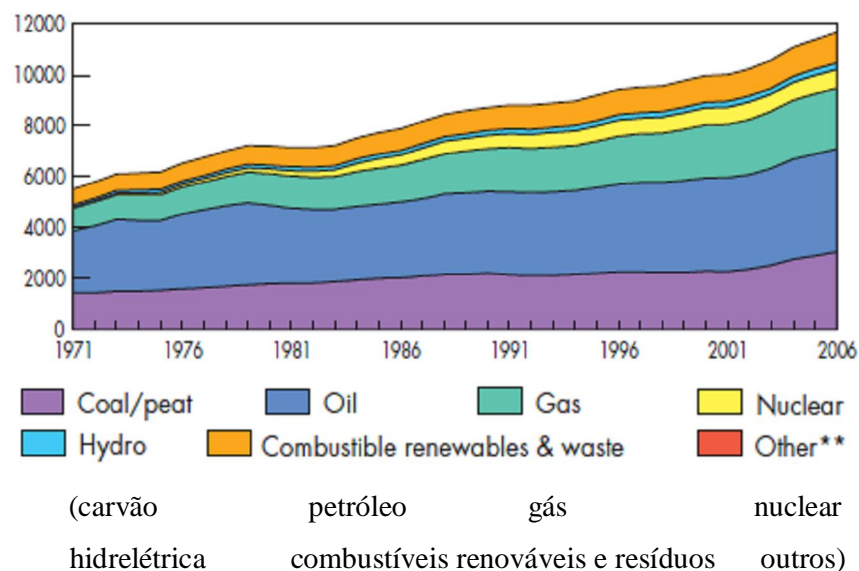 12000
10000
8000
6000
4000
2000
0
1971 1976 1981 1986 1991 1996 2001 2006
Coal/peat Oil Gas Nuclear
Hydro Combustible renewables & waste Other**
(carvão petróleo gás nuclear
hidrelétrica combustíveis renováveis e resíduos outros)